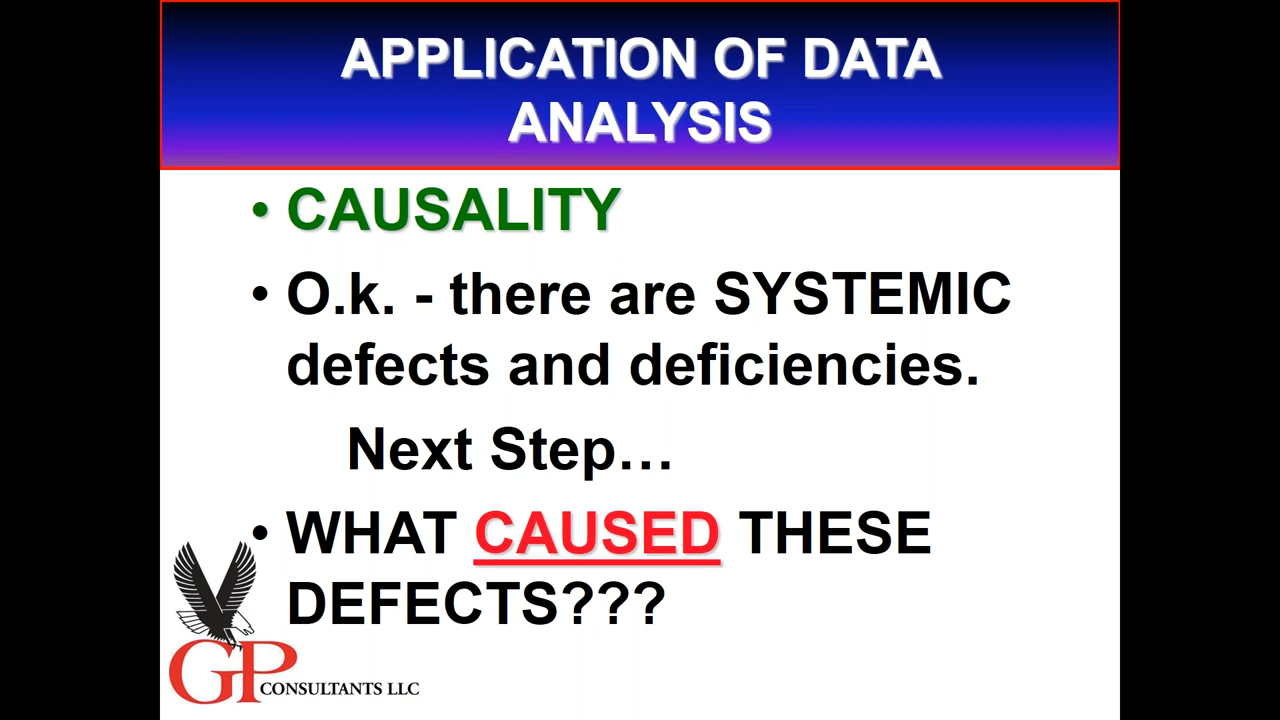 APPLICATION OF DATA
ANALYSIS
• CAUSALITY
• O.k. - there are SYSTEMIC
defects and deficiencies.
Next Step…
• WHAT CAUSED THESE
DEFECTS???
GP CONSULTANTS LLC